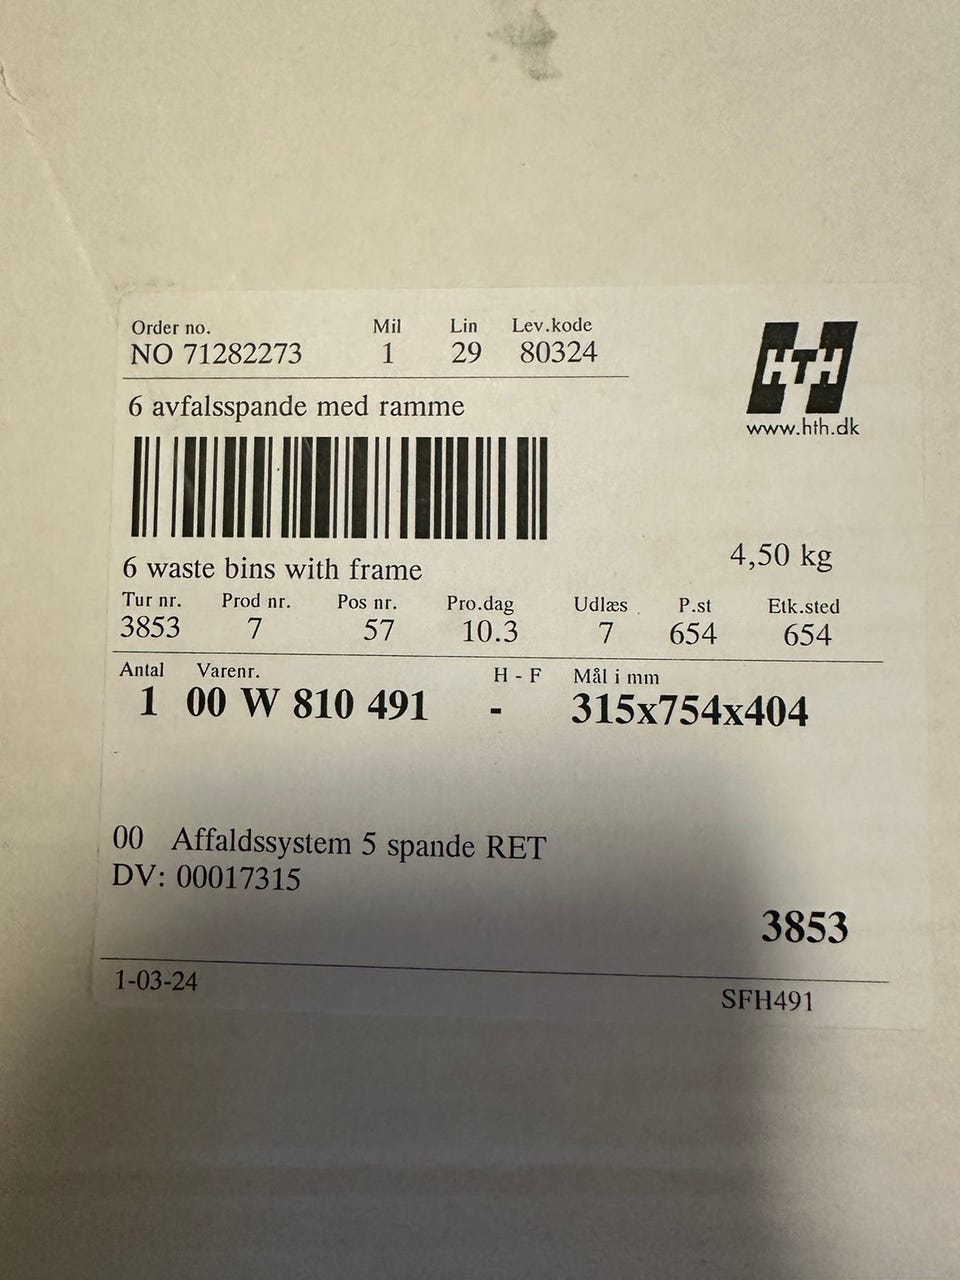 Order no. Mil Lin Lev.kode
NO 71282273 1 29 80324
HTH
www.hth.dk
6 avfalsspande med ramme
6 waste bins with frame
4,50 kg
Tur nr. Prod nr. Pos nr. Pro.dag Udlæs P.st Etk.sted
3853 7 57 10.3 7 654 654
Antal Varenr. H - F Mål i mm
1 00 W 810 491 - 315x754x404
00 Affaldssystem 5 spande RET
DV: 00017315
3853
1-03-24
SFH491